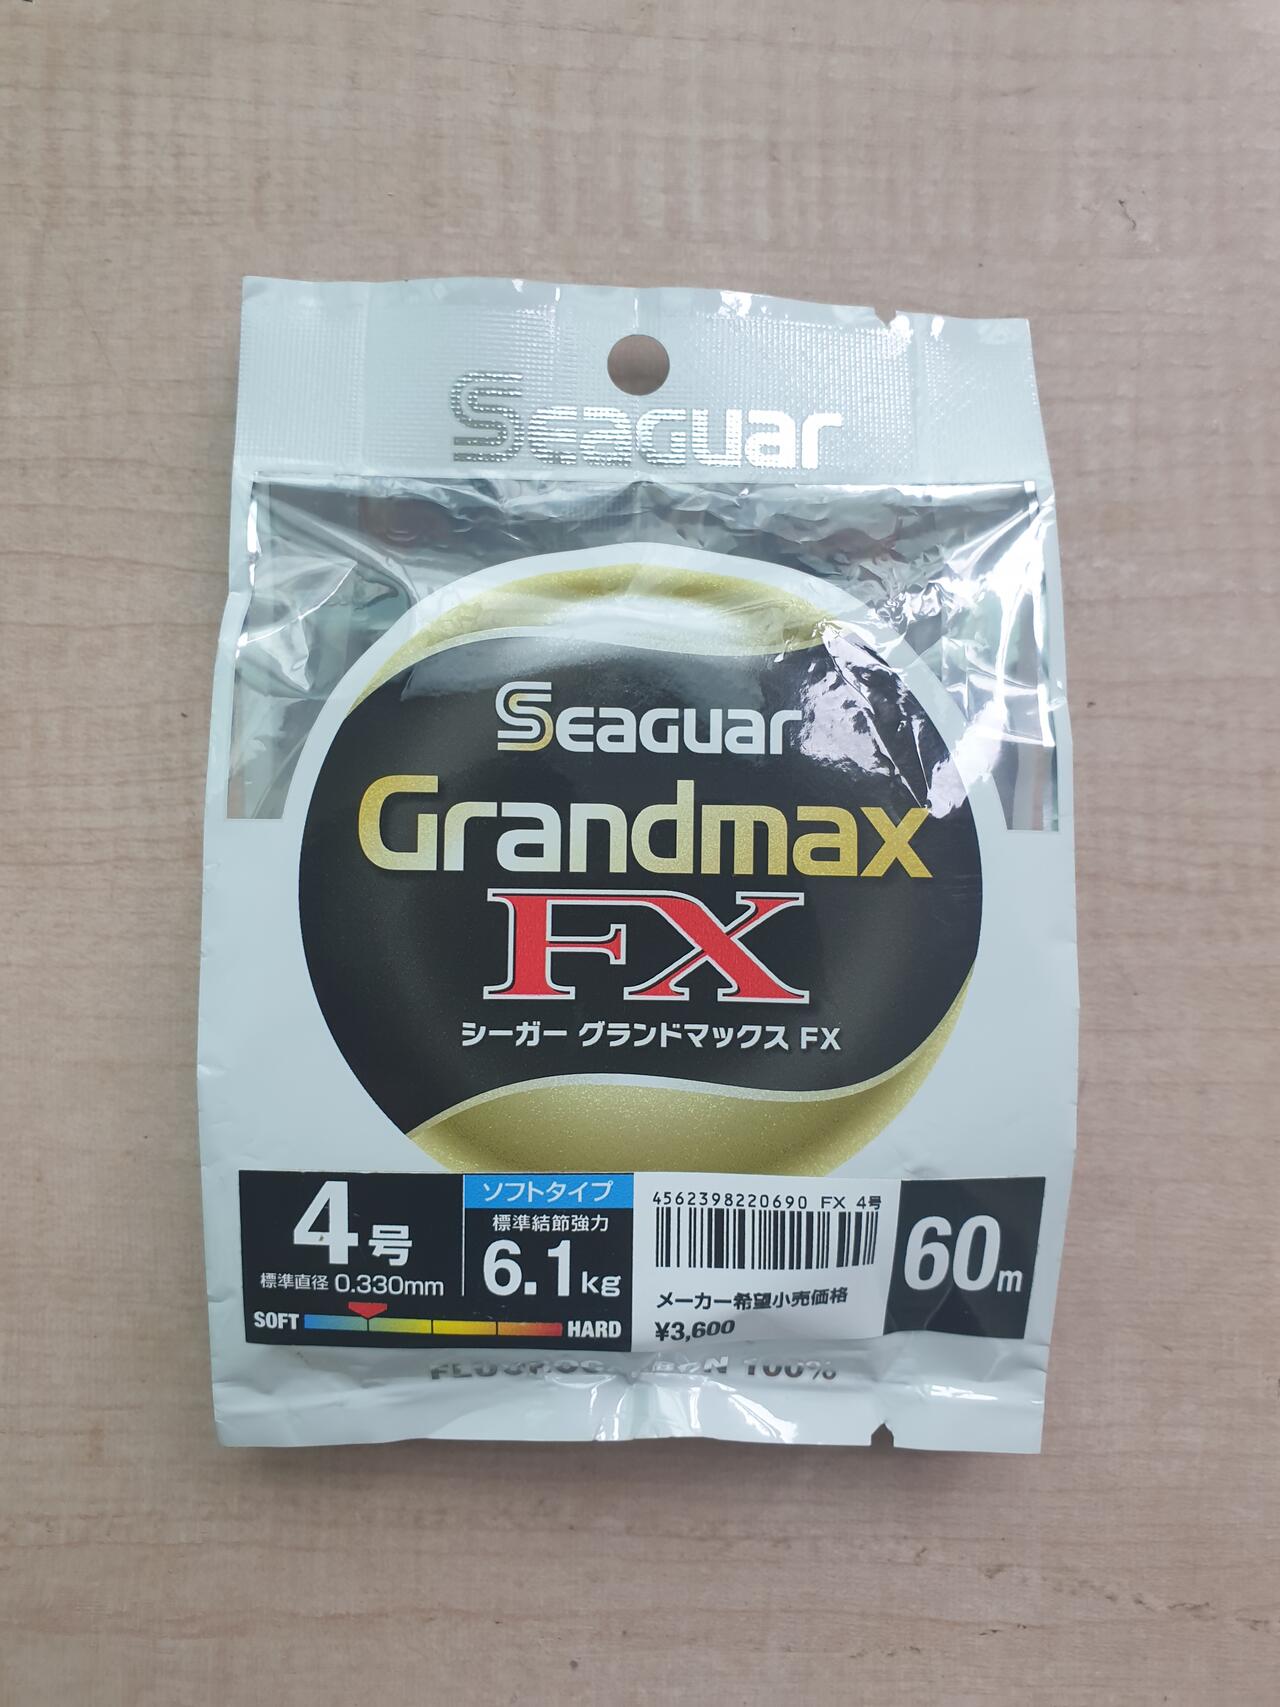 Seaguar
Seaguar
Grandmax
FX
シーガー グランドマックス FX
4号
標準直径 0.330mm
SOFT HARD
ソフトタイプ
標準結節強力
6.1kg
4562398220690 FX 4号
メーカー希望小売価格
¥3,600
60m
FLUOROCARBON 100%